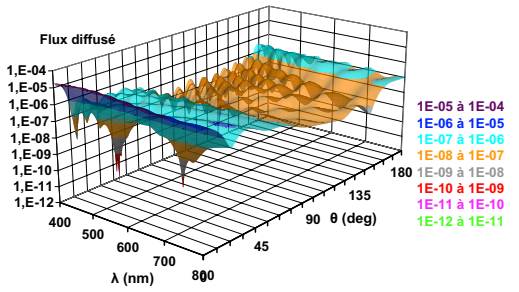 Flux diffusé
1,E-04
1,E-05
1,E-06
1,E-07
1,E-08
1,E-09
1,E-10
1,E-11
1,E-12
400
500
600
700
800
λ (nm)
0
45
90
135
180
θ (deg)
1E-05 à 1E-04
1E-06 à 1E-05
1E-07 à 1E-06
1E-08 à 1E-07
1E-09 à 1E-08
1E-10 à 1E-09
1E-11 à 1E-10
1E-12 à 1E-11